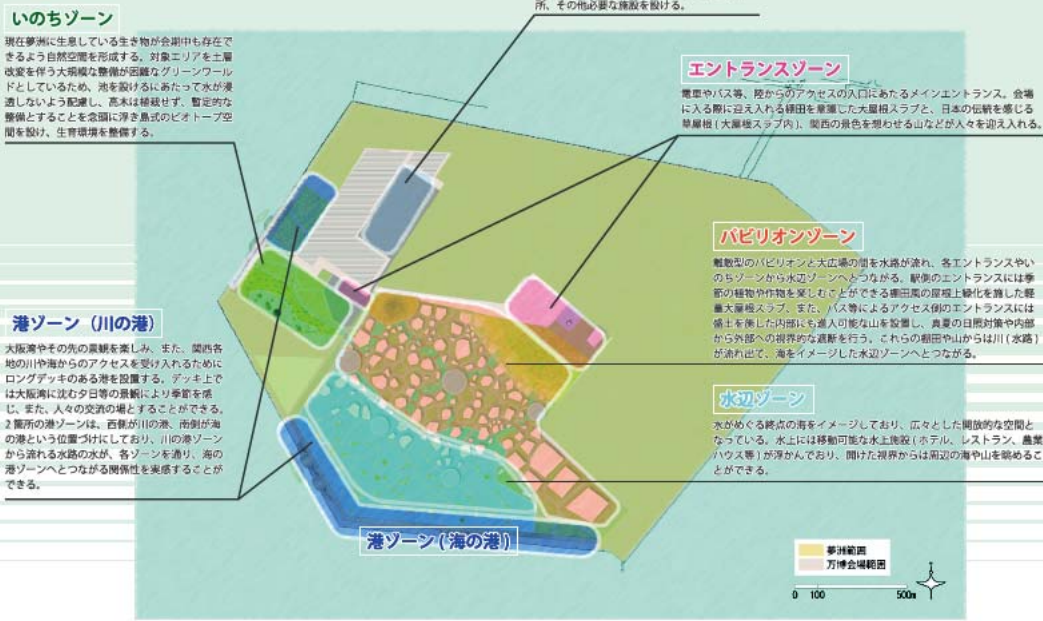 所、その他必要な施設を設ける。
いのちゾーン
現在夢洲に生息している生き物が会期中も存在で
きるよう自然空間を形成する。対象エリアを土層
改変を伴う大規模な整備が困難なグリーンワール
ドとしているため、池を設けるにあたって水が浸
透しないよう配慮し、高木は植栽せず、暫定的な
整備とすることを念頭に浮き島式のビオトープ空
間を設け、生育環境を整備する。
エントランスゾーン
電車やバス等、陸からのアクセスの入口にあたるメインエントランス。会場
に入る際に迎え入れる棚田を意匠した大屋根スラブと、日本の伝統を感じる
草屋根(大屋根スラブ内)、関西の景色を想わせる山などが人々を迎え入れる。
パビリオンゾーン
離散型のパビリオンと大広場の間を水路が流れ、各エントランスやい
のちゾーンから水辺ゾーンへとつながる。駅側のエントランスには季
節の植物や作物を楽しむことができる棚田風の屋根上緑化を施した軽
量大屋根スラブ、また、バス等によるアクセス側のエントランスには
盛土を施した内部にも進入可能な山を設置し、真夏の日照対策や内部
から外部への視界的な遮断を行う。これらの棚田や山からは川(水路)
が流れ出て、海をイメージした水辺ゾーンへとつながる。
港ゾーン(川の港)
大阪湾やその先の景観を楽しみ、また、関西各
地の川や海からのアクセスを受け入れるために
ロングデッキのある港を設置する。デッキ上で
は大阪湾に沈む夕日等の景観により季節を感
じ、また、人々の交流の場とすることができる。
2箇所の港ゾーンは、西側が川の港、南側が海
の港という位置づけにしており、川の港ゾーン
から流れる水路の水が、各ゾーンを通り、海の
港ゾーンへとつながる関係性を実感することが
できる。
水辺ゾーン
水がめぐる終点の海をイメージしており、広々とした開放的な空間と
なっている。水上には移動可能な水上施設(ホテル、レストラン、農業
ハウス等)が浮かんでおり、開けた視界からは周辺の海や山を眺めるこ
とができる。
港ゾーン(海の港)
夢洲範囲
万博会場範囲
0 100 500m